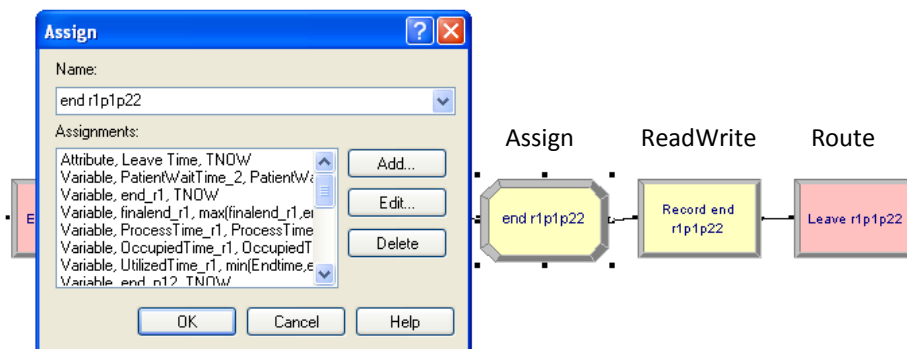 Assign
Name:
end r1p1p22
Assignments:
Attribute, Leave Time, TNOW
Variable, PatientWaitTime_2, PatientWa
Variable, end_r1, TNOW
Variable, finalend_r1, max(finalend_r1,er
Variable, ProcessTime_r1, ProcessTime
Variable, OccupiedTime_r1, OccupiedT
Variable, UtilizedTime_r1, min(Endtime,e
Variable, end_p12, TNOW
Add...
Edit...
Delete
OK
Cancel
Help
E
Assign
ReadWrite
Route
end r1p1p22
Record end
r1p1p22
Leave r1p1p22